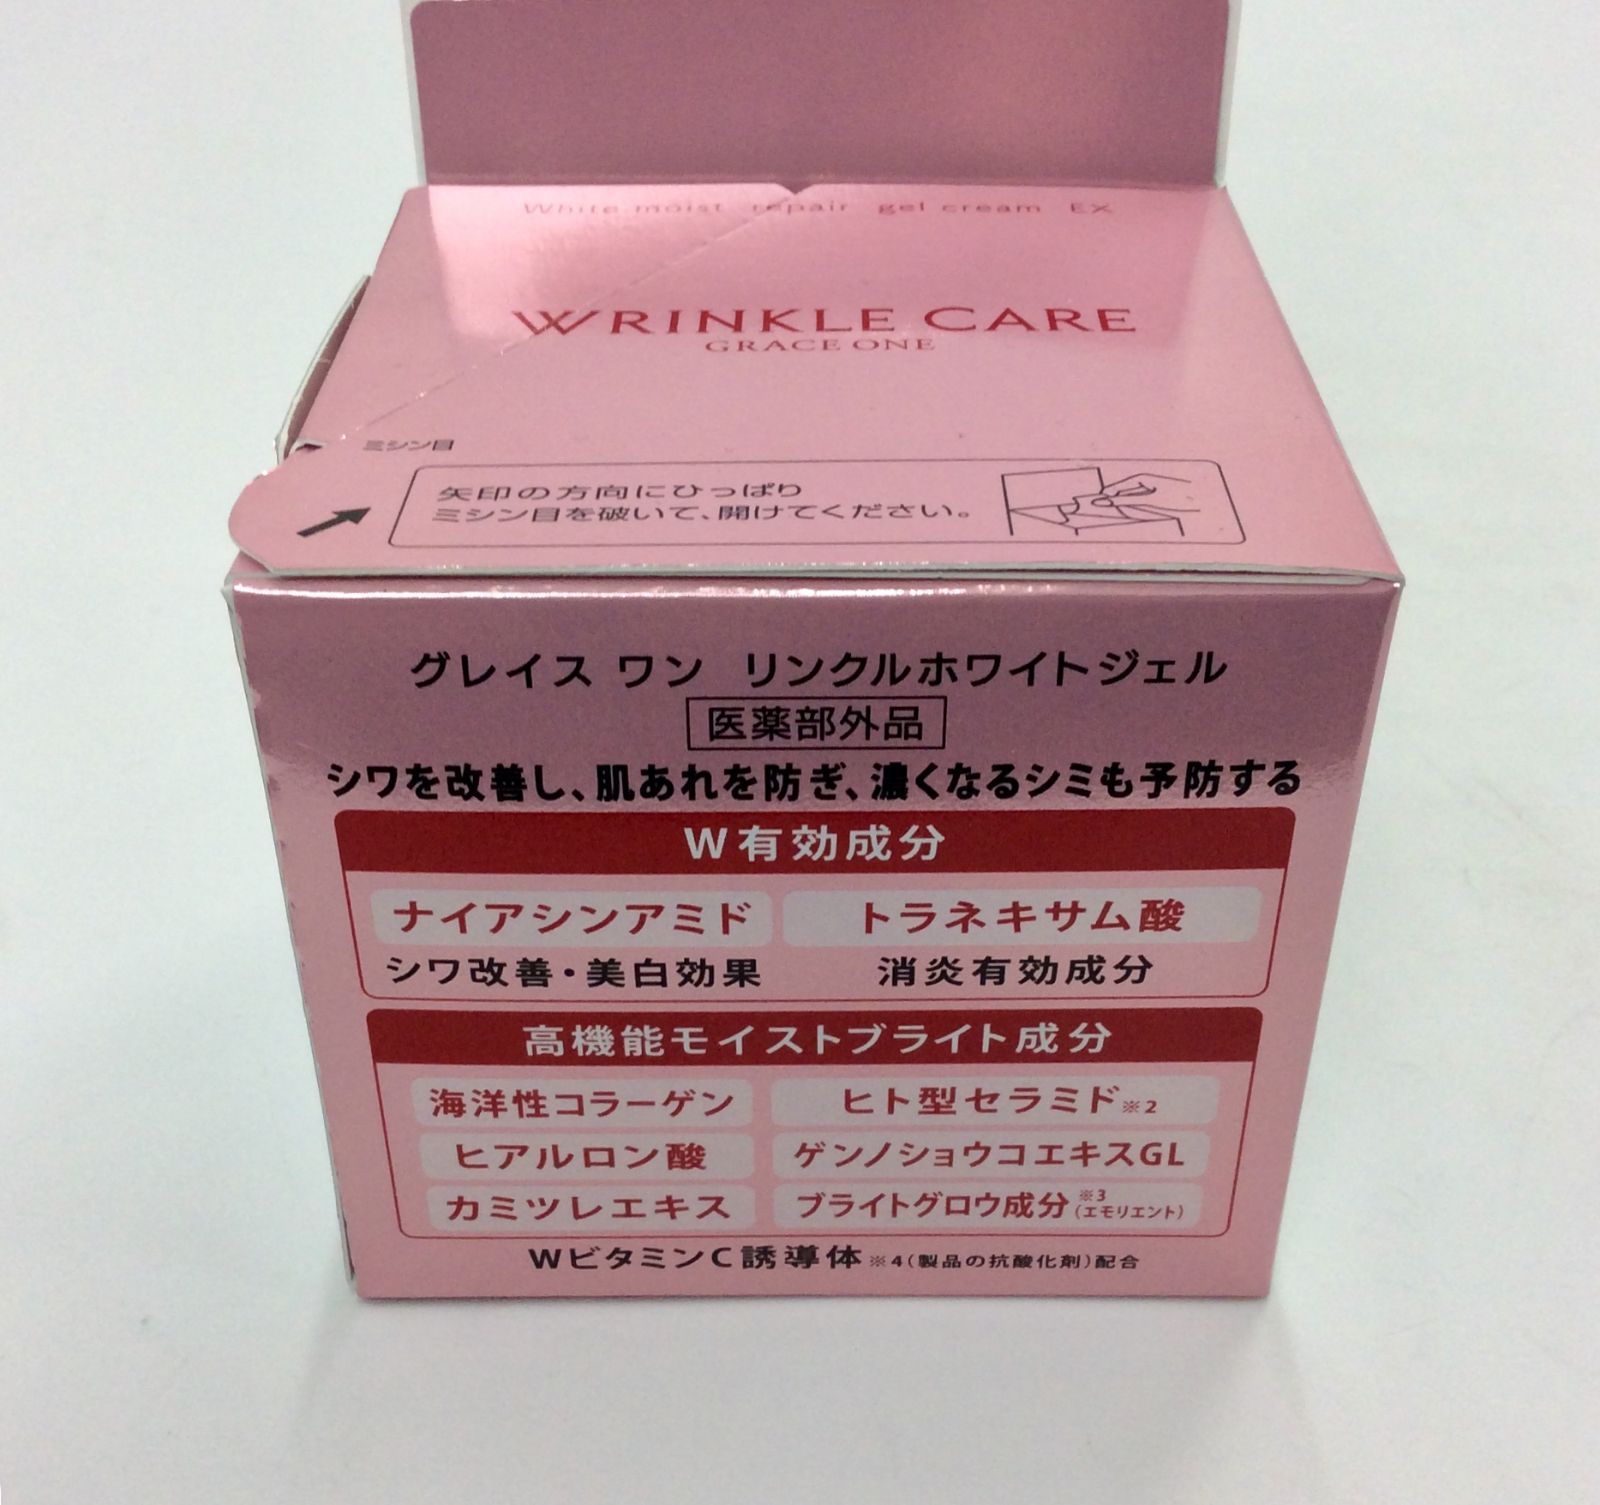 White moist repair gel cream EX
WRINKLE CARE
GRACE ONE
ミシン目
矢印の方向にひっぱり
ミシン目を破いて、開けてください。
グレイス ワン リンクルホワイトジェル
医薬部外品
シワを改善し、肌あれを防ぎ、濃くなるシミも予防する
W有効成分
ナイアシンアミド トラネキサム酸
シワ改善・美白効果 消炎有効成分
高機能モイストブライト成分
海洋性コラーゲン ヒト型セラミド※2
ヒアルロン酸 ゲンノショウコエキスGL
カミツレエキス ブライトグロウ成分※3(エモリエント)
WビタミンC誘導体※4(製品の抗酸化剤)配合